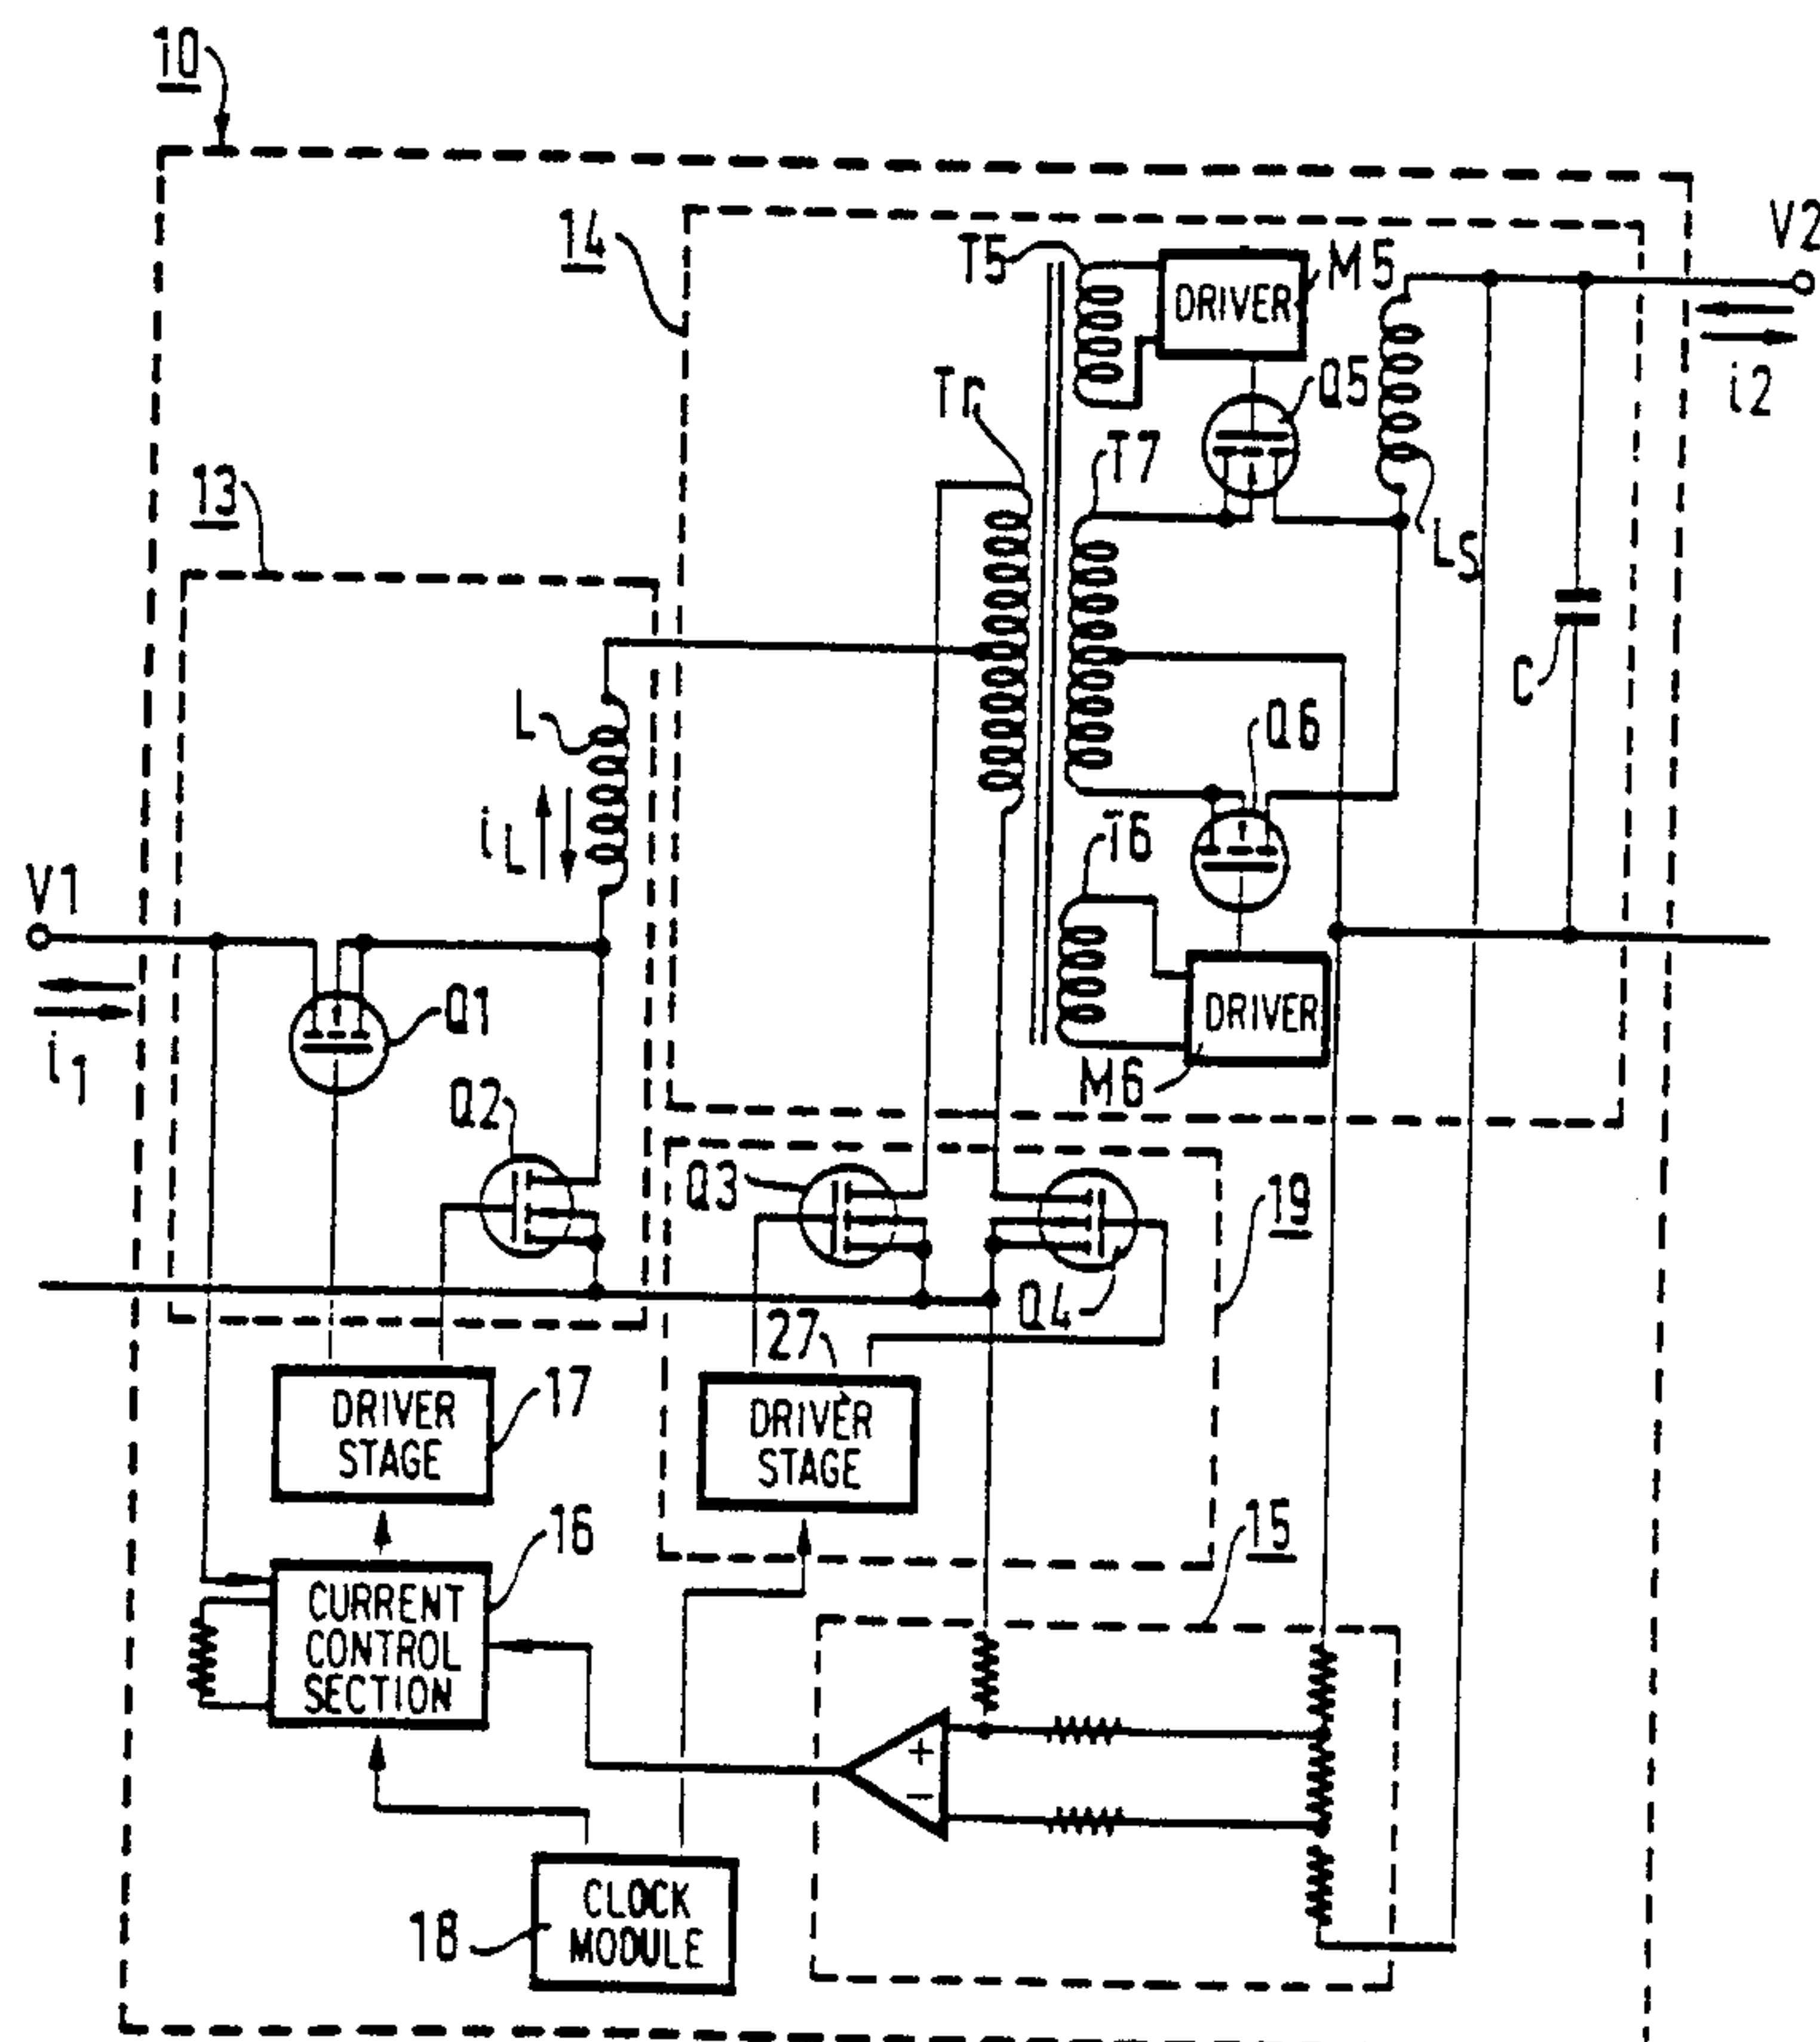 10
14
T5
DRIVER
M5
V2
Tr
Q5
i2
T7
13
LS
L
C
Q6
iL
T6
V1
DRIVER
Q1
i1
M6
Q2
Q3
19
Q4
27
DRIVER
STAGE
17
DRIVER
STAGE
16
15
CURRENT
CONTROL
SECTION
+
−
CLOCK
MODULE
18